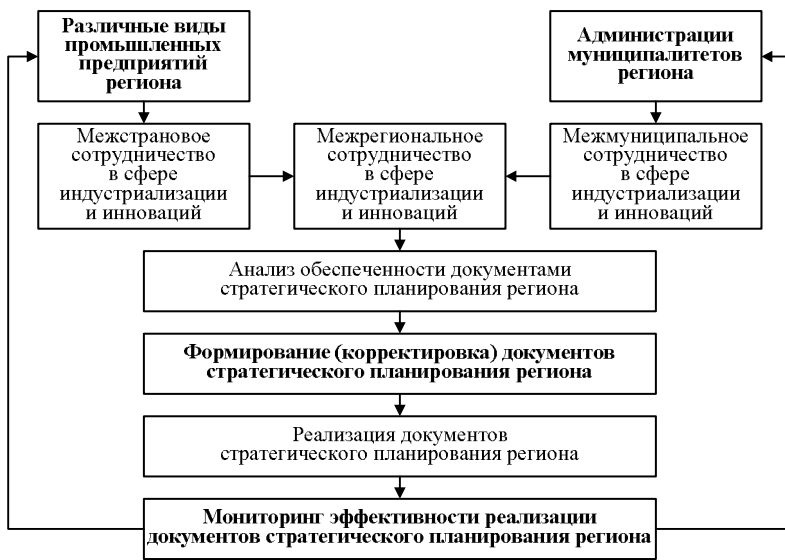 Различные виды
промышленных
предприятий
региона
Администрации
муниципалитетов
региона
Межстрановое
сотрудничество
в сфере
индустриализации
и инноваций
Межрегиональное
сотрудничество
в сфере
индустриализации
и инноваций
Межмуниципальное
сотрудничество
в сфере
индустриализации
и инноваций
Анализ обеспеченности документами
стратегического планирования региона
Формирование (корректировка) документов
стратегического планирования региона
Реализация документов
стратегического планирования региона
Мониторинг эффективности реализации
документов стратегического планирования региона